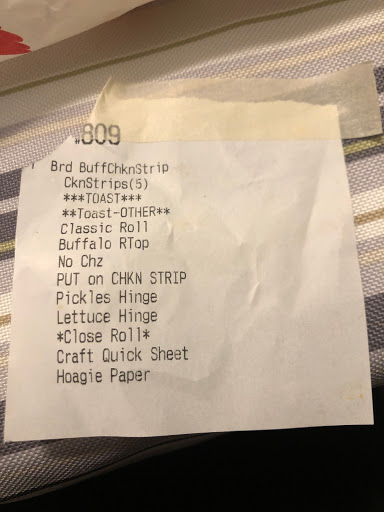 #809
1 Brd BuffChknStrip
CknStrips(5)
***TOAST***
**Toast-OTHER**
Classic Roll
Buffalo RTop
No Chz
PUT on CHKN STRIP
Pickles Hinge
Lettuce Hinge
*Close Roll*
Craft Quick Sheet
Hoagie Paper